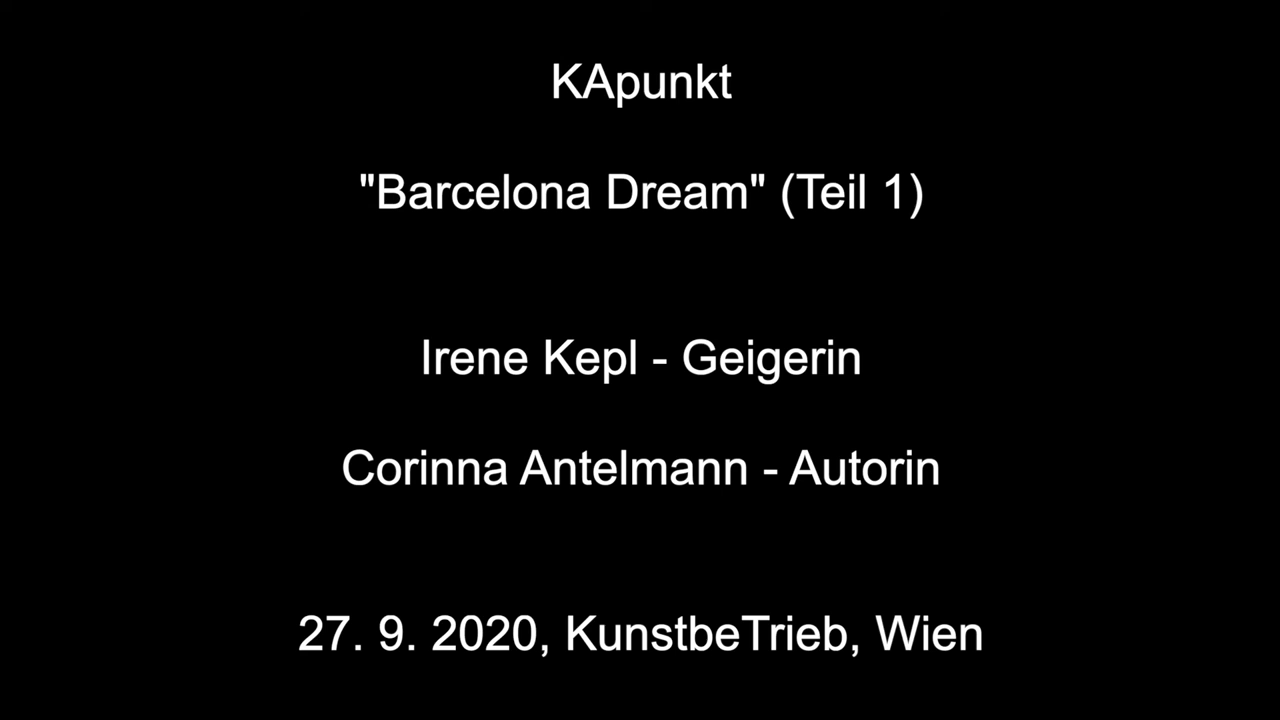 KApunkt
"Barcelona Dream" (Teil 1)
Irene Kepl - Geigerin
Corinna Antelmann - Autorin
27. 9. 2020, KunstbeTrieb, Wien